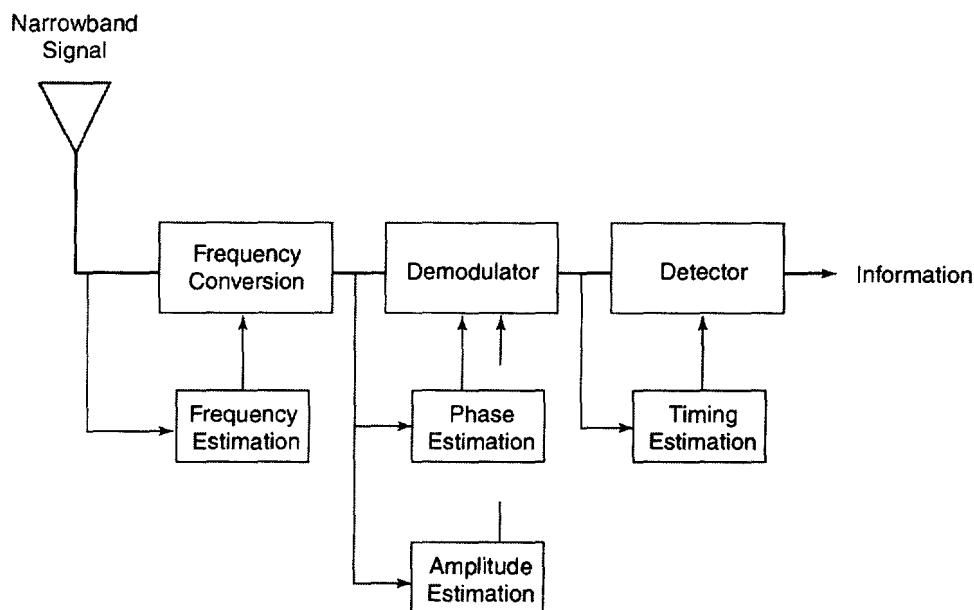 Narrowband
Signal
Frequency
Conversion
Demodulator
Detector
Information
Frequency
Estimation
Phase
Estimation
Timing
Estimation
Amplitude
Estimation